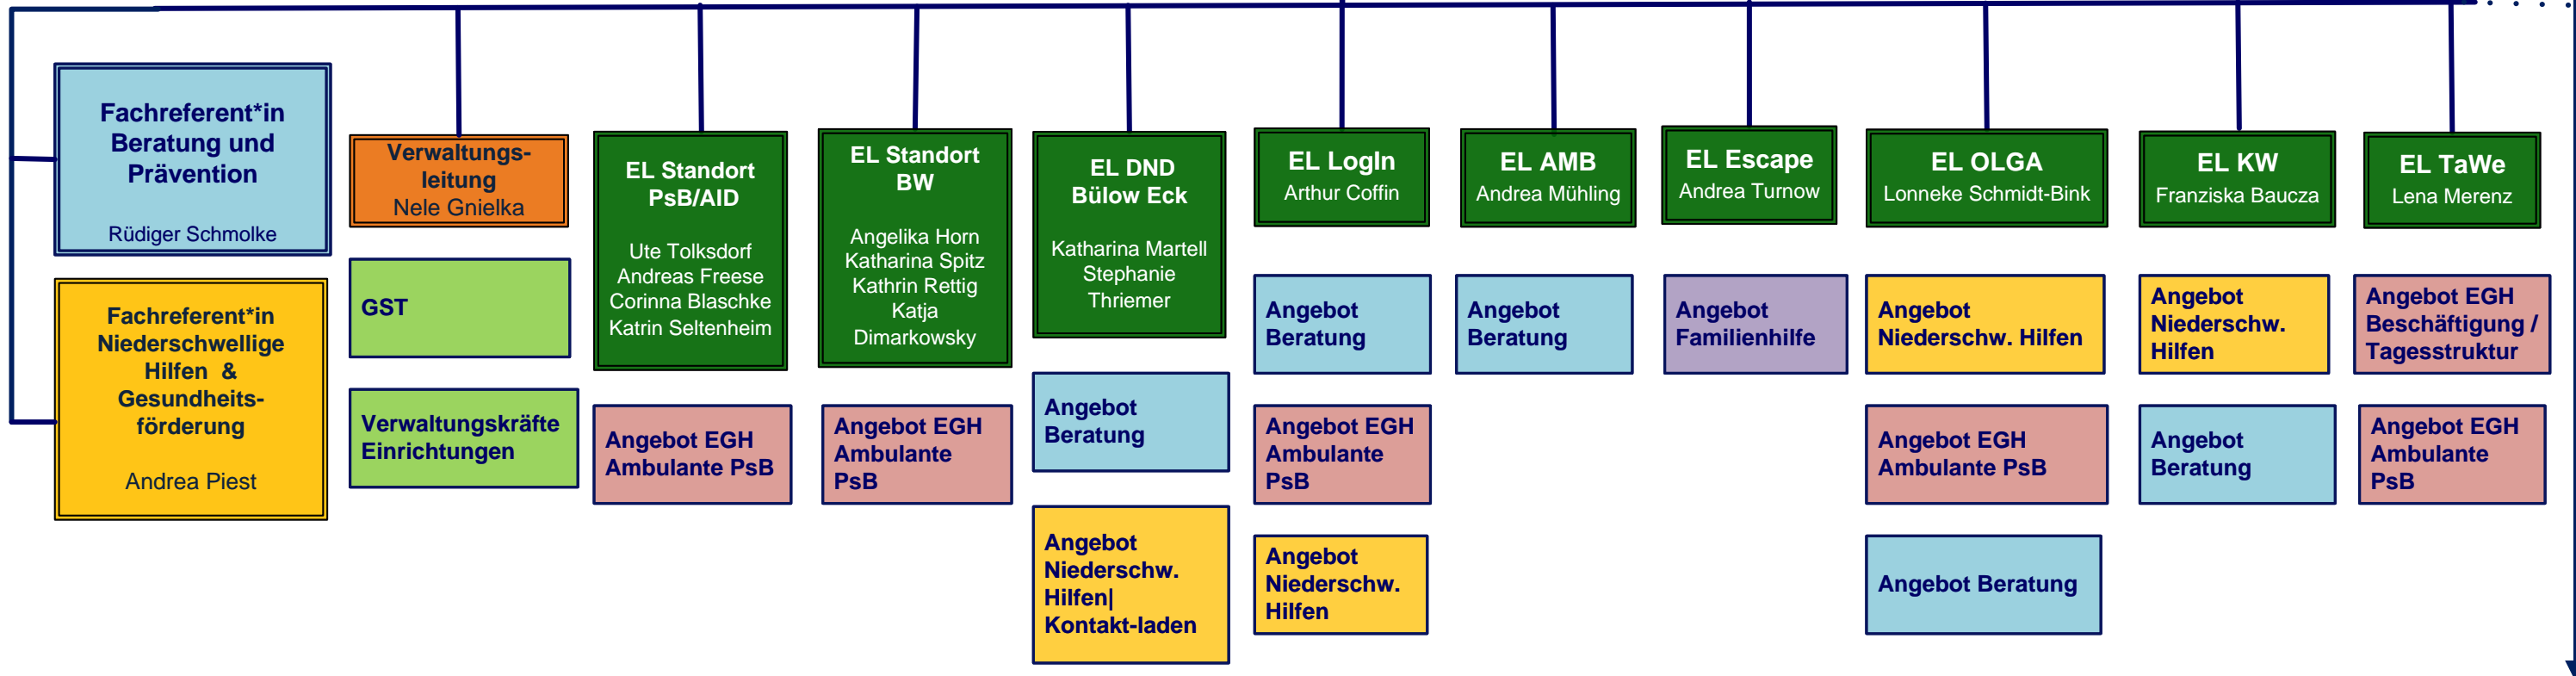 Fachreferent*in
Beratung und
Prävention
Rüdiger Schmolke
Fachreferent*in
Niederschwellige
Hilfen &
Gesundheits-
förderung
Andrea Piest
Verwaltungs-
leitung
Nele Gnielka
GST
Verwaltungskräfte
Einrichtungen
EL Standort
PsB/AID
Ute Tolksdorf
Andreas Freese
Corinna Blaschke
Katrin Seltenheim
Angebot EGH
Ambulante PsB
EL Standort
BW
Angelika Horn
Katharina Spitz
Kathrin Rettig
Katja
Dimarkowsky
Angebot EGH
Ambulante
PsB
EL DND
Bülow Eck
Katharina Martell
Stephanie
Thriemer
Angebot
Beratung
Angebot
Niederschw.
Hilfen|
Kontakt-laden
EL LogIn
Arthur Coffin
Angebot
Beratung
Angebot EGH
Ambulante
PsB
Angebot
Niederschw.
Hilfen
EL AMB
Andrea Mühling
Angebot
Beratung
EL Escape
Andrea Turnow
Angebot
Familienhilfe
EL OLGA
Lonneke Schmidt-Bink
Angebot
Niederschw. Hilfen
Angebot EGH
Ambulante PsB
Angebot Beratung
EL KW
Franziska Baucza
Angebot
Niederschw.
Hilfen
Angebot
Beratung
EL TaWe
Lena Merenz
Angebot EGH
Beschäftigung /
Tagesstruktur
Angebot EGH
Ambulante
PsB